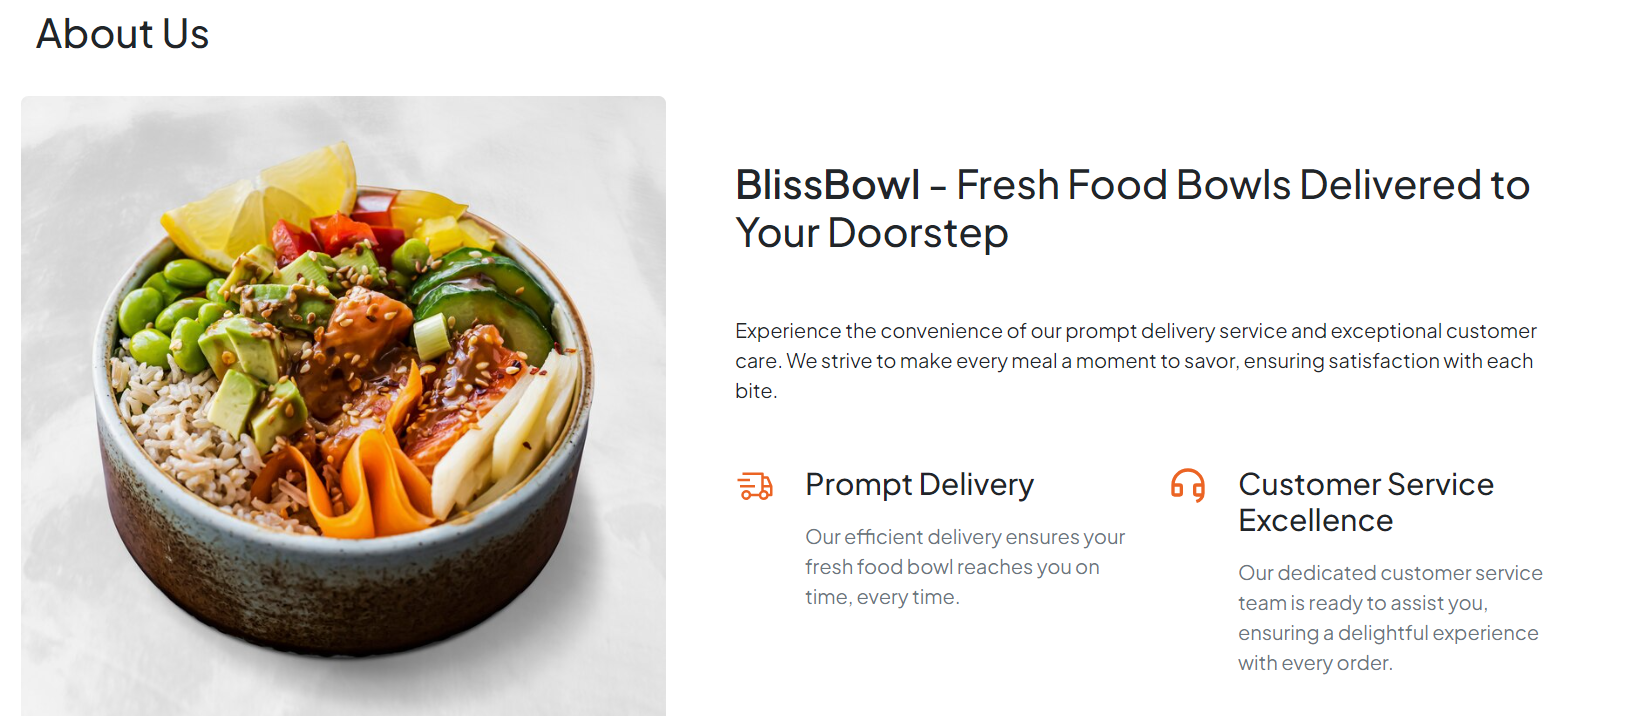 About Us
BlissBowl - Fresh Food Bowls Delivered to
Your Doorstep
Experience the convenience of our prompt delivery service and exceptional customer
care. We strive to make every meal a moment to savor, ensuring satisfaction with each
bite.
Prompt Delivery
Our efficient delivery ensures your
fresh food bowl reaches you on
time, every time.
Customer Service
Excellence
Our dedicated customer service
team is ready to assist you,
ensuring a delightful experience
with every order.